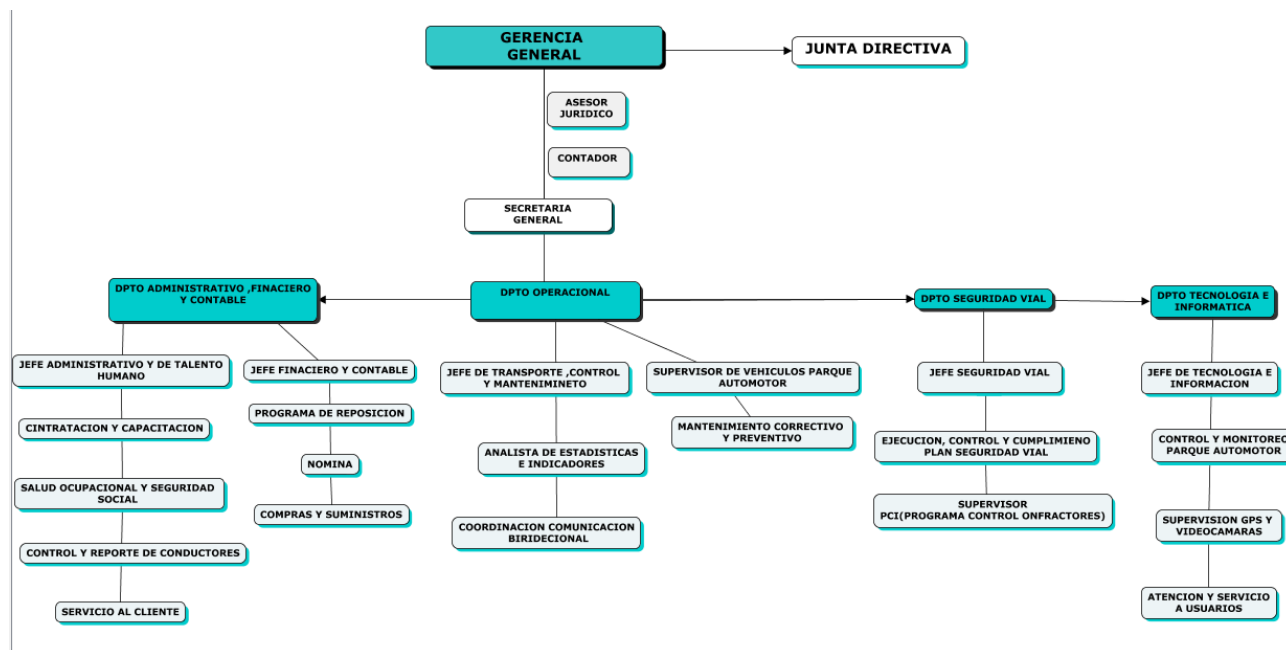 GERENCIA
GENERAL
JUNTA DIRECTIVA
ASESOR
JURIDICO
CONTADOR
SECRETARIA
GENERAL
DPTO ADMINISTRATIVO ,FINACIERO
Y CONTABLE
DPTO OPERACIONAL
DPTO SEGURIDAD VIAL
DPTO TECNOLOGIA E
INFORMATICA
JEFE ADMINISTRATIVO Y DE TALENTO
HUMANO
JEFE FINACIERO Y CONTABLE
JEFE DE TRANSPORTE ,CONTROL
Y MANTENIMINETO
SUPERVISOR DE VEHICULOS PARQUE
AUTOMOTOR
JEFE SEGURIDAD VIAL
JEFE DE TECNOLOGIA E
INFORMACION
CINTRATACION Y CAPACITACION
PROGRAMA DE REPOSICION
MANTENIMIENTO CORRECTIVO
Y PREVENTIVO
ANALISTA DE ESTADISTICAS
E INDICADORES
EJECUCION, CONTROL Y CUMPLIMIENO
PLAN SEGURIDAD VIAL
CONTROL Y MONITOREO
PARQUE AUTOMOTOR
NOMINA
SALUD OCUPACIONAL Y SEGURIDAD
SOCIAL
COMPRAS Y SUMINISTROS
SUPERVISOR
PCI(PROGRAMA CONTROL ONFRACTORES)
COORDINACION COMUNICACION
BIRIDECIONAL
SUPERVISION GPS Y
VIDEOCAMARAS
CONTROL Y REPORTE DE CONDUCTORES
SERVICIO AL CLIENTE
ATENCION Y SERVICIO
A USUARIOS